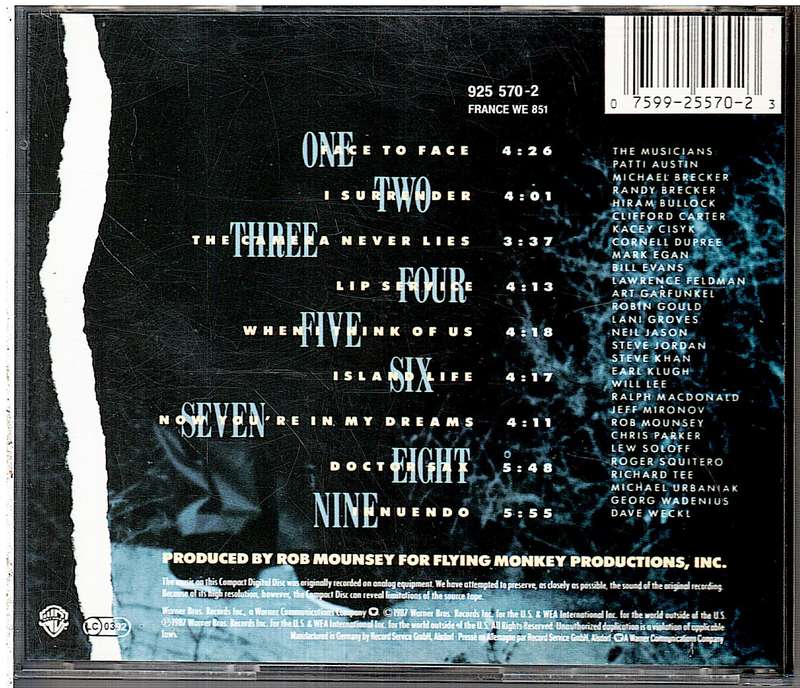 925 570-2
FRANCE WE 851
0 7599-25570-2 3
ONE FACE TO FACE 4:26
TWO I SURRENDER 4:01
THREE THE CAMERA NEVER LIES 3:37
FOUR LIP SERVICE 4:13
FIVE WHEN I THINK OF US 4:18
SIX ISLAND LIFE 4:17
SEVEN NOW YOU'RE IN MY DREAMS 4:11
EIGHT DOCTOR SAX 5:48
NINE INNUENDO 5:55
THE MUSICIANS:
PATTI AUSTIN
MICHAEL BRECKER
RANDY BRECKER
HIRAM BULLOCK
CLIFFORD CARTER
KACEY CISYK
CORNELL DUPREE
MARK EGAN
BILL EVANS
LAWRENCE FELDMAN
ART GARFUNKEL
ROBIN GOULD
LANI GROVES
NEIL JASON
STEVE JORDAN
STEVE KHAN
EARL KLUGH
WILL LEE
RALPH MACDONALD
JEFF MIRONOV
ROB MOUNSEY
CHRIS PARKER
LEW SOLOFF
ROGER SQUITERO
RICHARD TEE
MICHAEL URBANIAK
GEORG WADENIUS
DAVE WECKL
PRODUCED BY ROB MOUNSEY FOR FLYING MONKEY PRODUCTIONS, INC.
The music on this Compact Digital Disc was originally recorded on analog equipment. We have attempted to preserve, as closely as possible, the sound of the original recording.
Because of its high resolution, however, the Compact Disc can reveal limitations of the source tape.
Warner Bros. Records Inc., a Warner Communications Company ©1987 Warner Bros. Records Inc. for the U.S. & WEA International Inc. for the world outside of the U.S.
℗1987 Warner Bros. Records Inc. for the U.S. & WEA International Inc. for the world outside of the U.S. All Rights Reserved. Unauthorized duplication is a violation of applicable
laws. Manufactured in Germany by Record Service GmbH, Alsdorf · Pressé en Allemagne par Record Service GmbH, Alsdorf A Warner Communications Company
WB
LC 0392